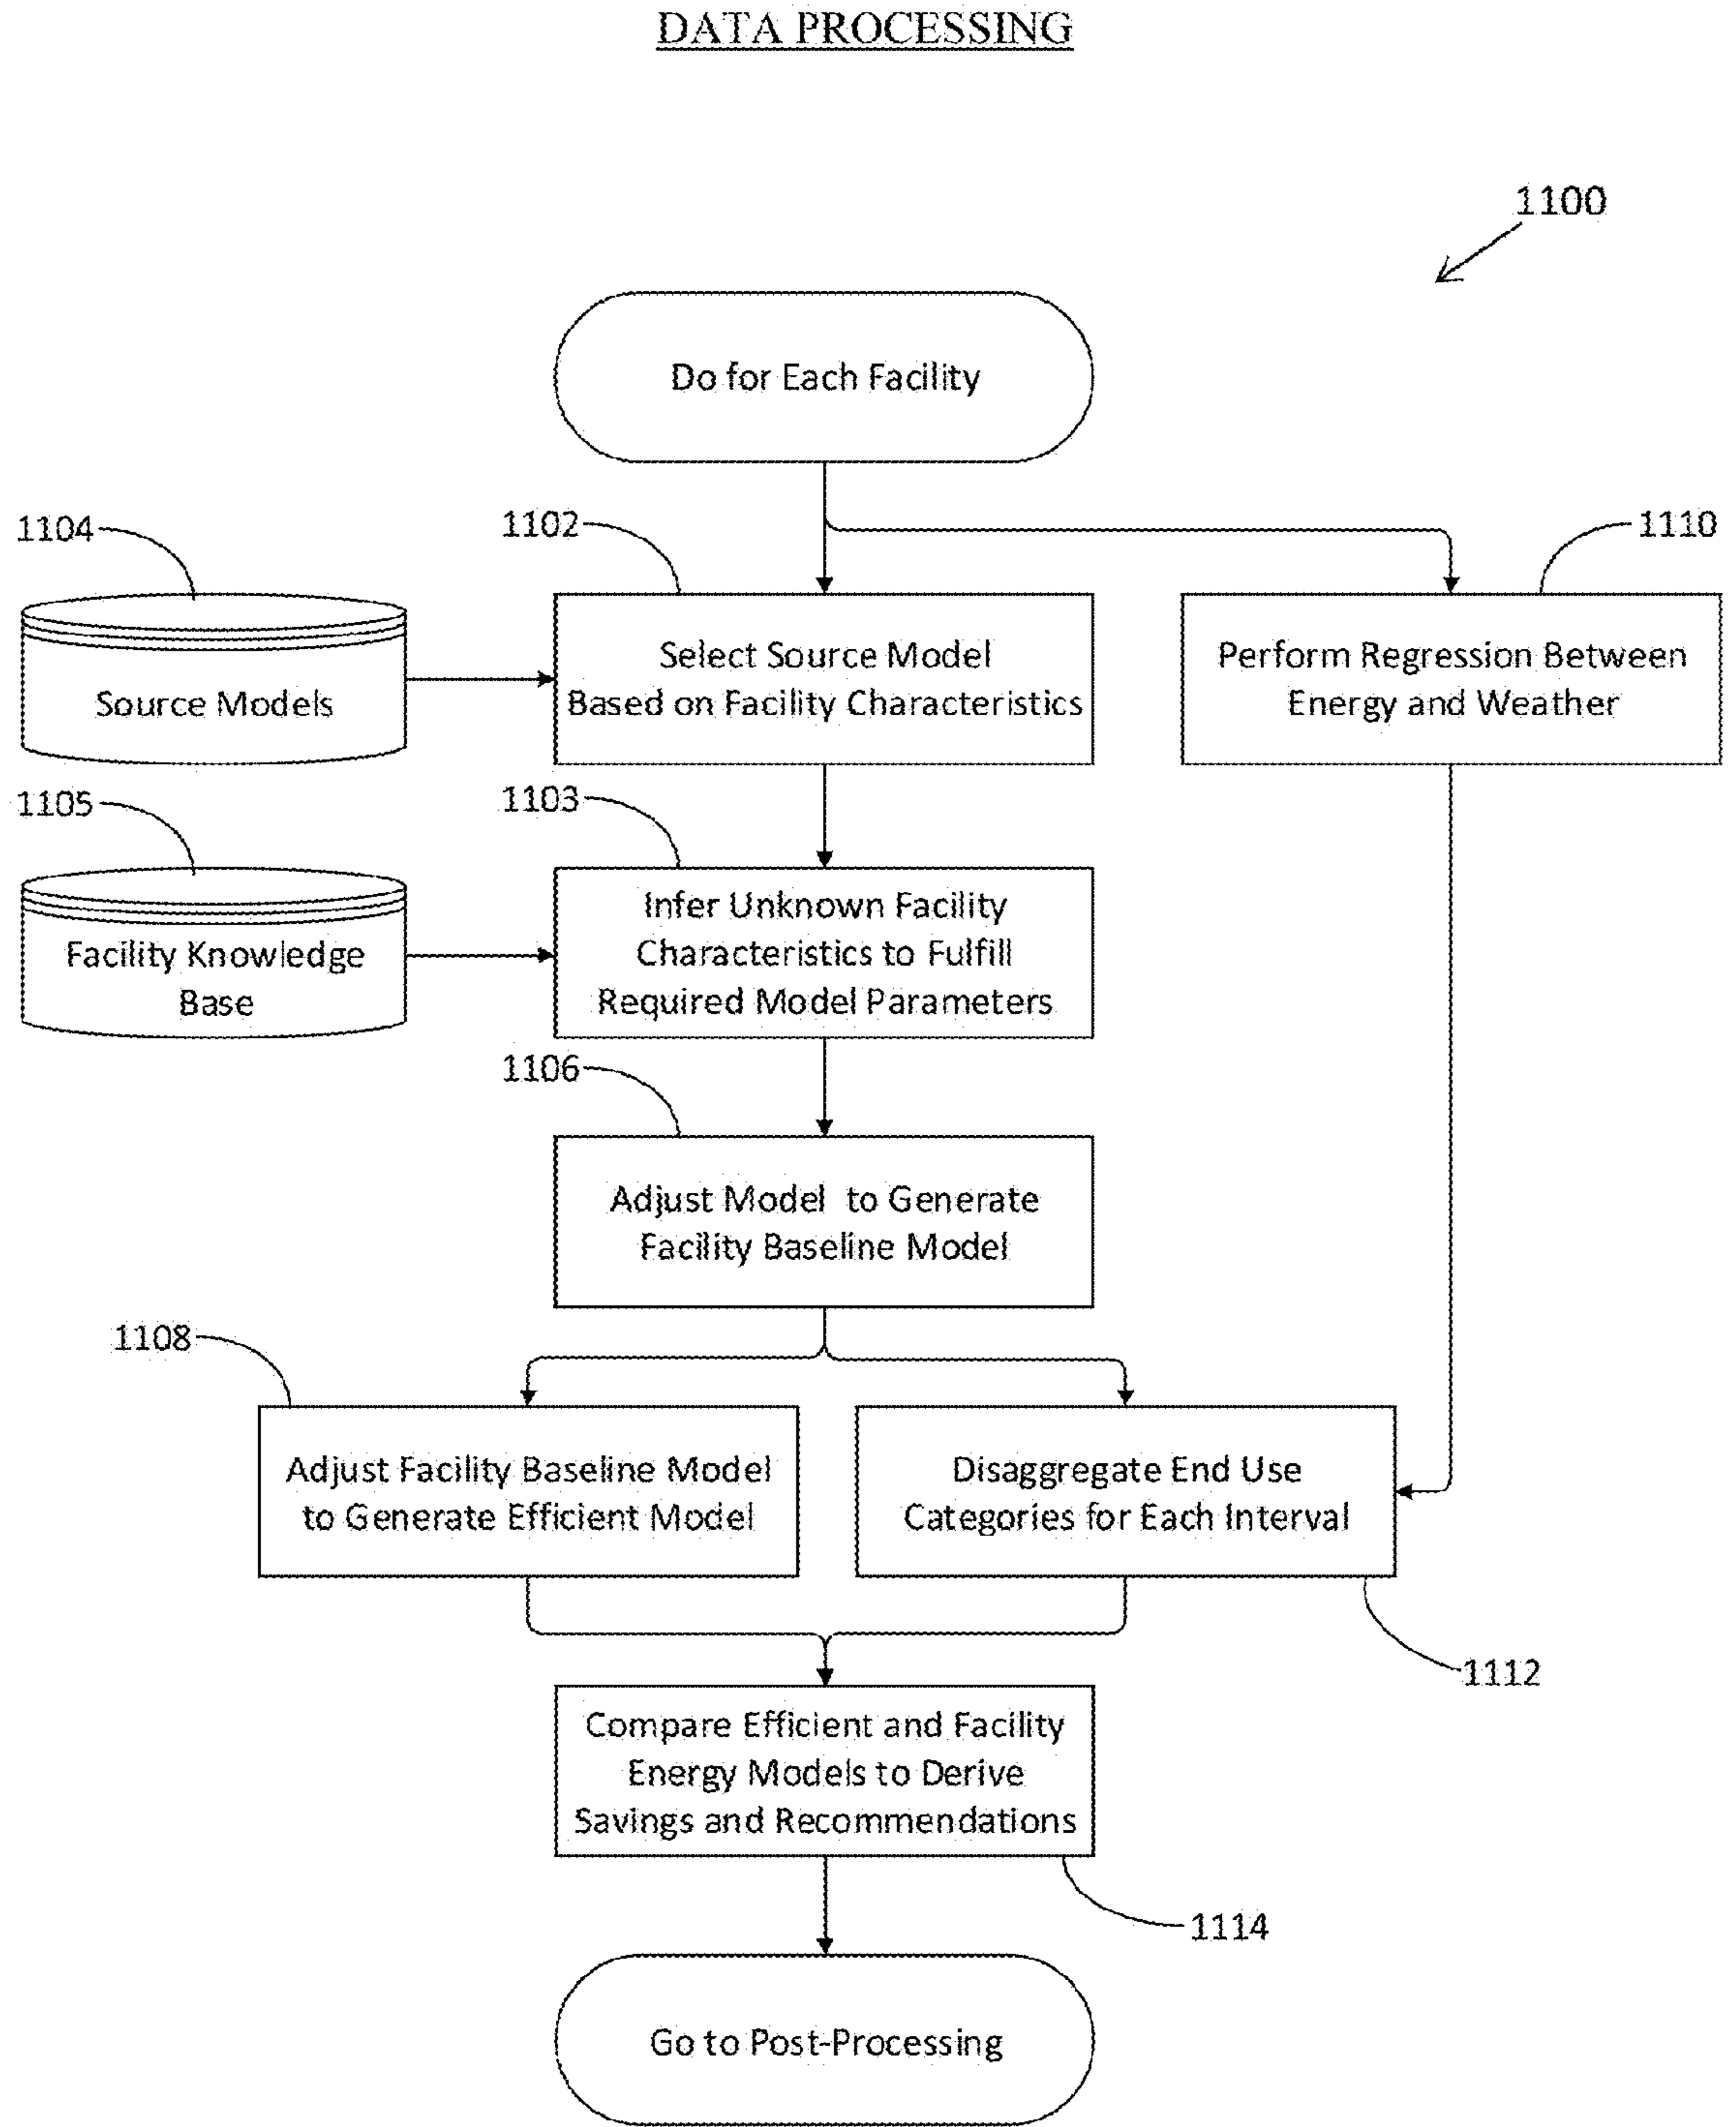 DATA PROCESSING
1100
Do for Each Facility
1104
1102
1110
Source Models
Select Source Model
Based on Facility Characteristics
Perform Regression Between
Energy and Weather
1105
1103
Facility Knowledge
Base
Infer Unknown Facility
Characteristics to Fulfill
Required Model Parameters
1106
Adjust Model to Generate
Facility Baseline Model
1108
Adjust Facility Baseline Model
to Generate Efficient Model
Disaggregate End Use
Categories for Each Interval
1112
Compare Efficient and Facility
Energy Models to Derive
Savings and Recommendations
1114
Go to Post-Processing